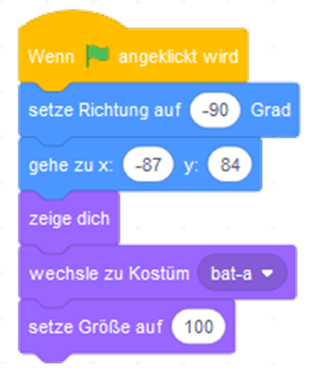 Wenn angeklickt wird
setze Richtung auf -90 Grad
gehe zu x: -87 y: 84
zeige dich
wechsle zu Kostüm bat-a
setze Größe auf 100